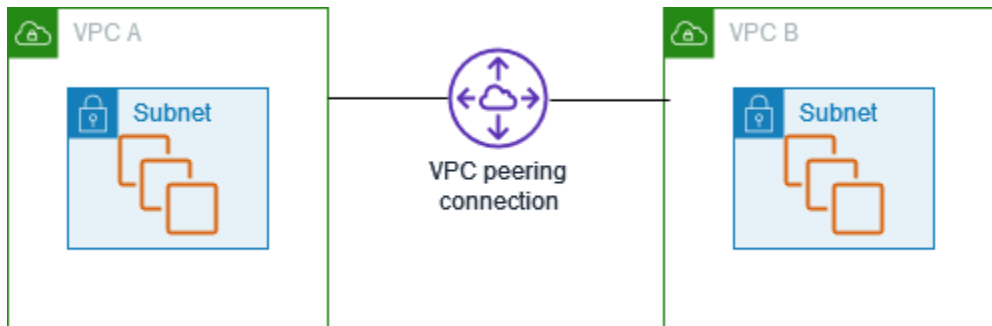 VPC A
VPC B
Subnet
Subnet
VPC peering
connection